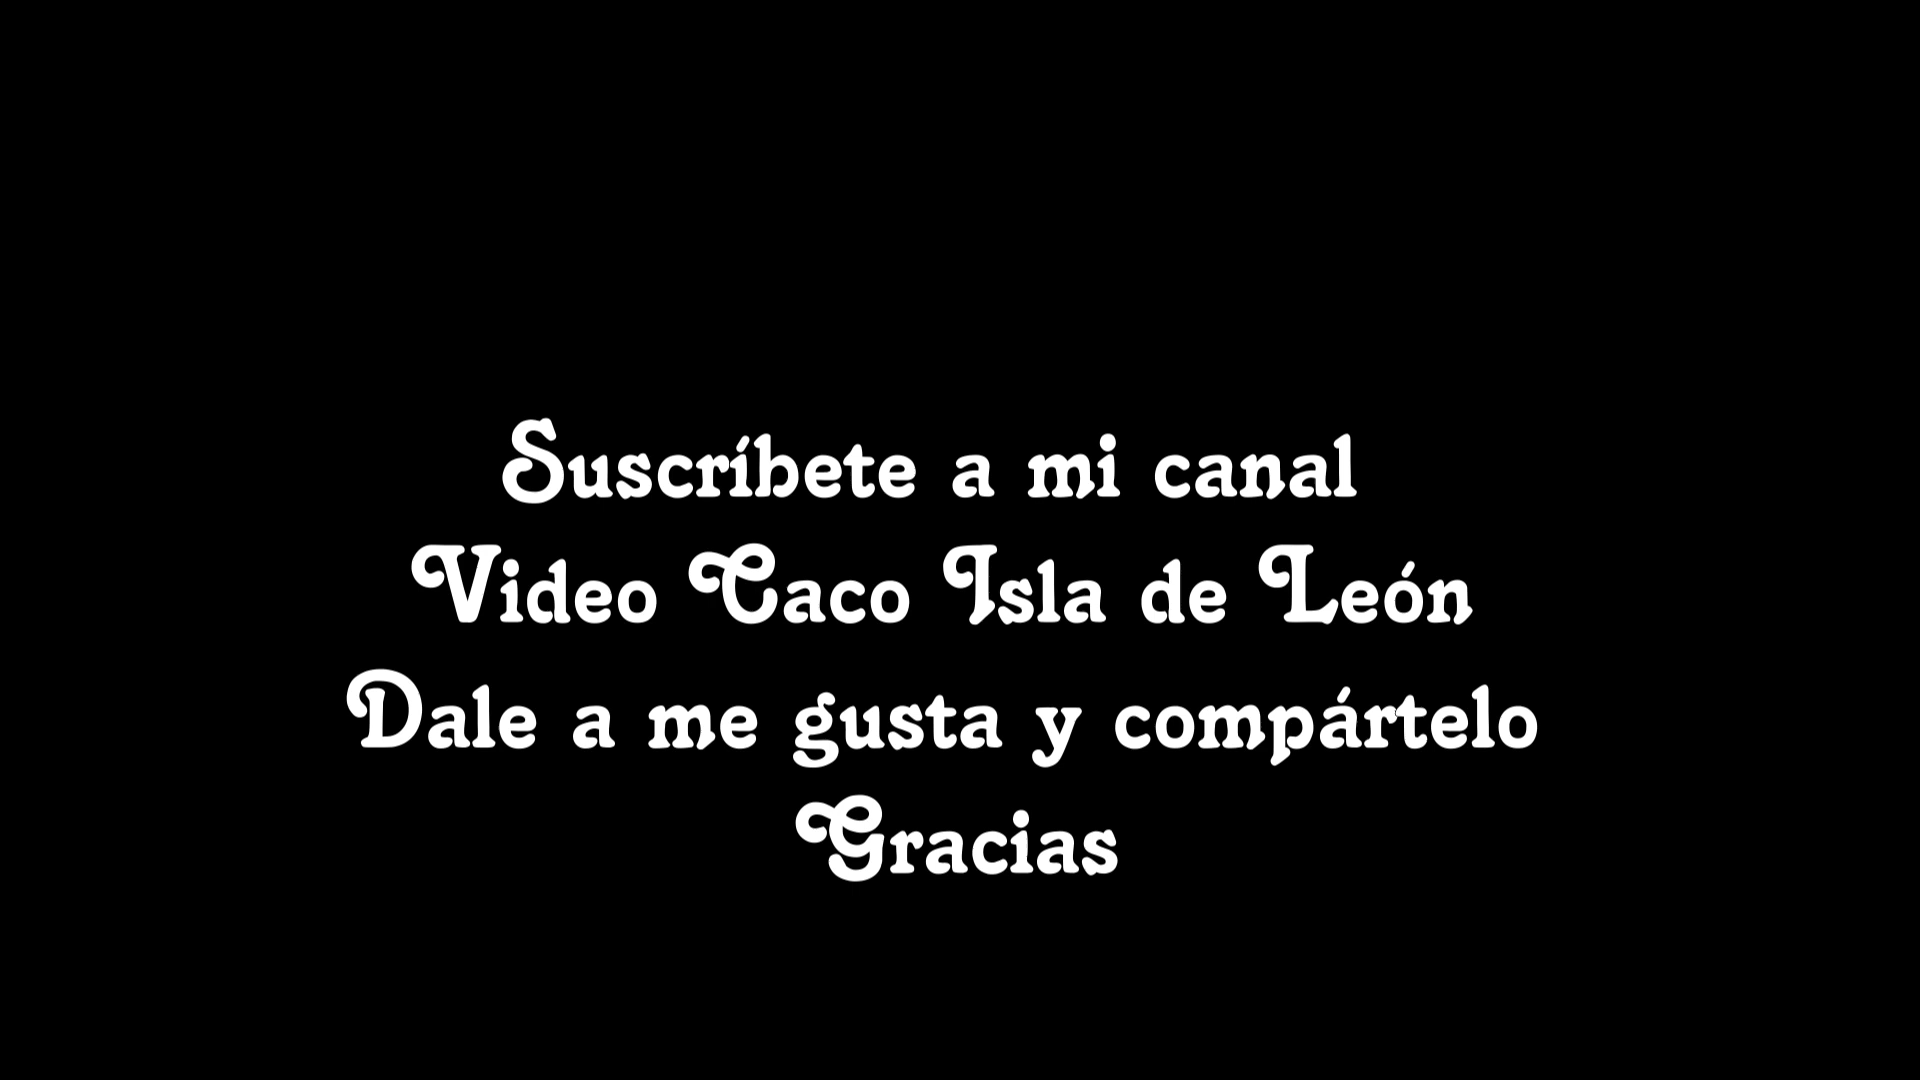 Suscríbete a mi canal
Video Caco Isla de León
Dale a me gusta y compártelo
Gracias